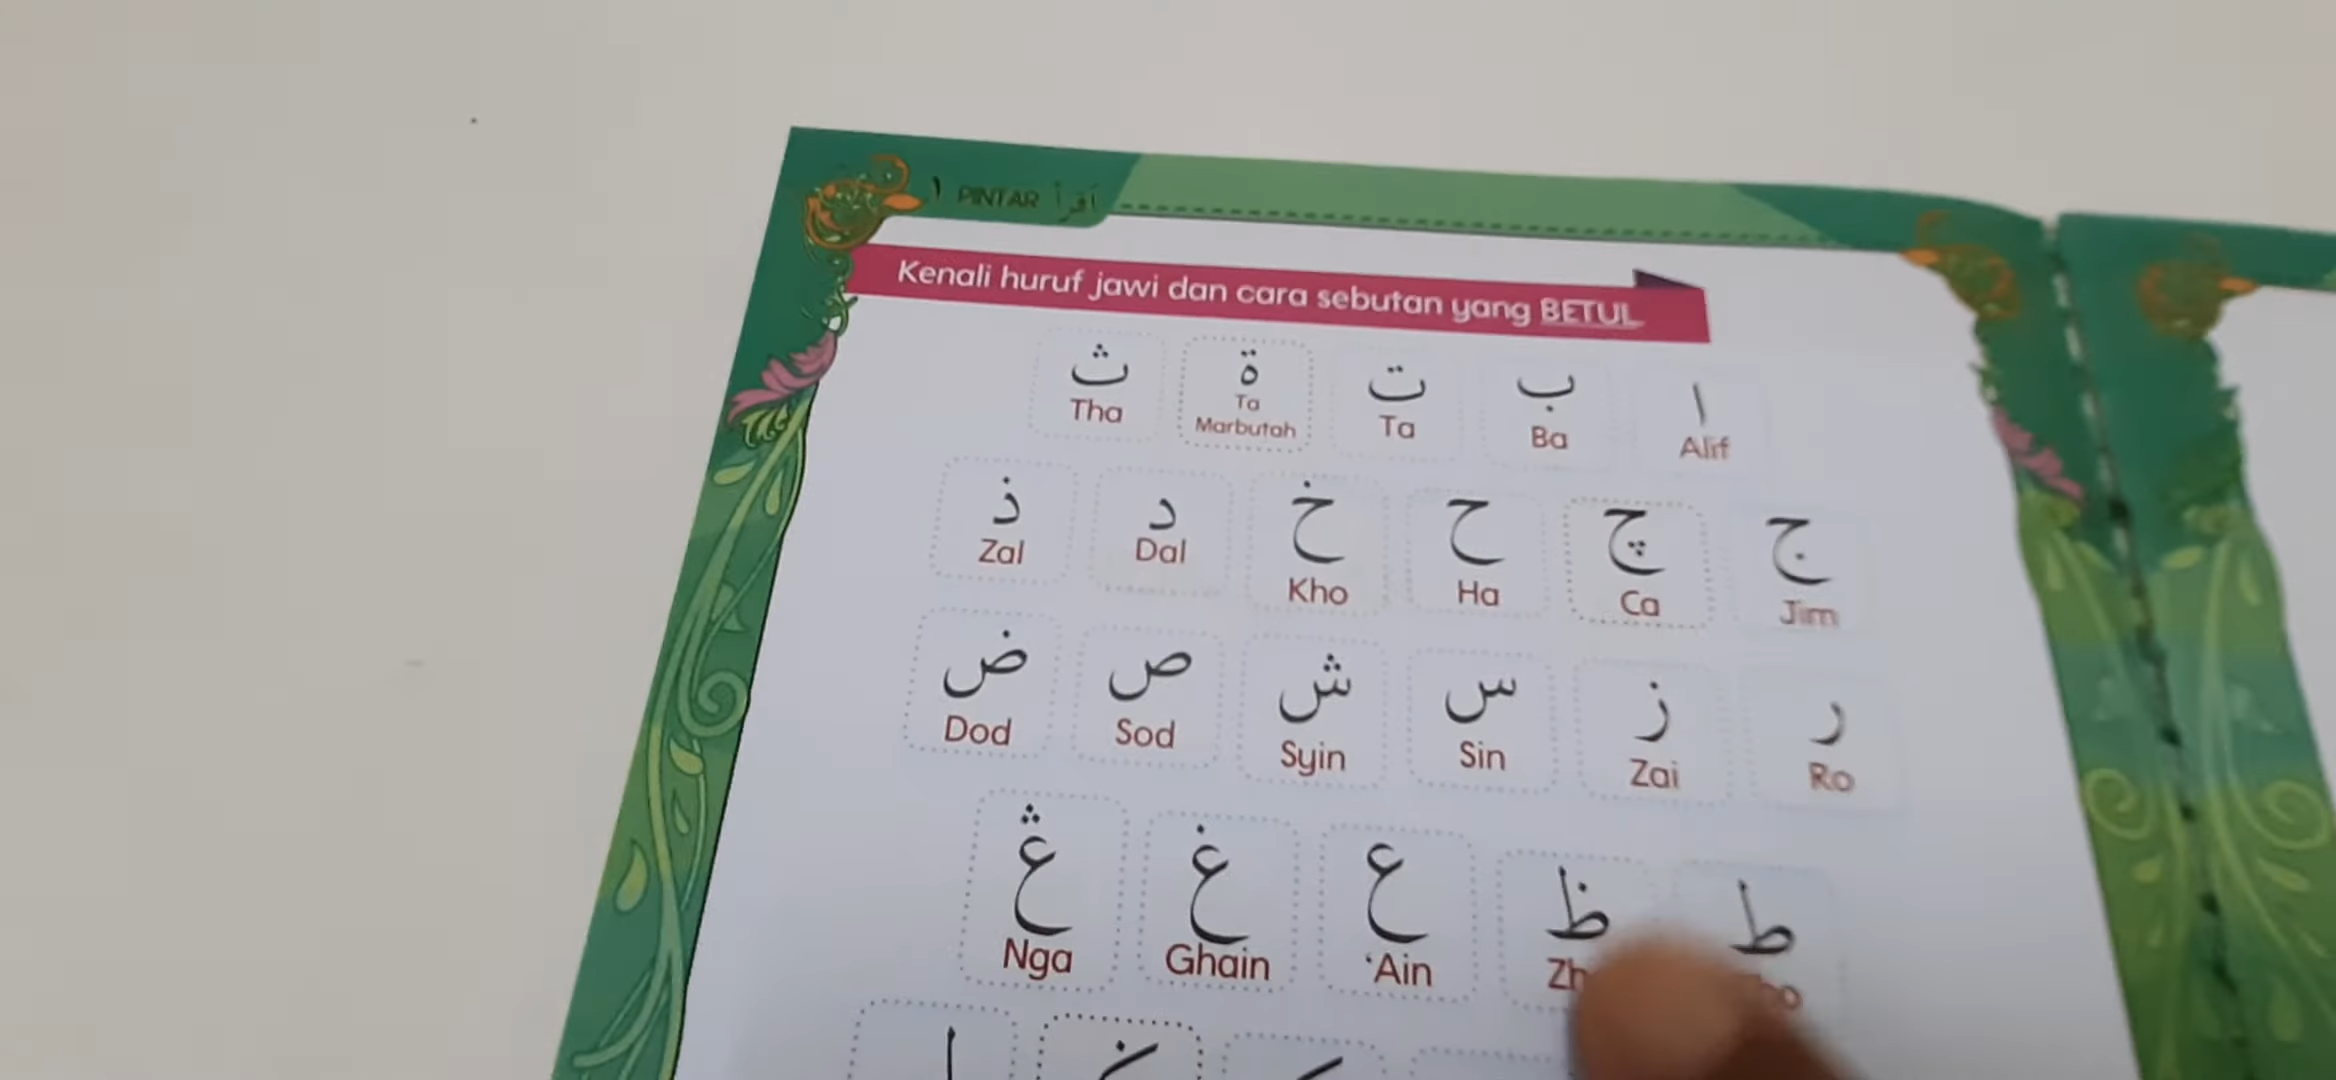 ١ PINTAR اقرأ
Kenali huruf jawi dan cara sebutan yang BETUL
ا ب ت ة ث
Alif Ba Ta Ta Marbutah Tha
ج چ ح خ د ذ
Jim Ca Ha Kho Dal Zal
ر ز س ش ص ض
Ro Zai Sin Syin Sod Dod
ط ظ ع غ ڠ
'Ain Ghain Nga